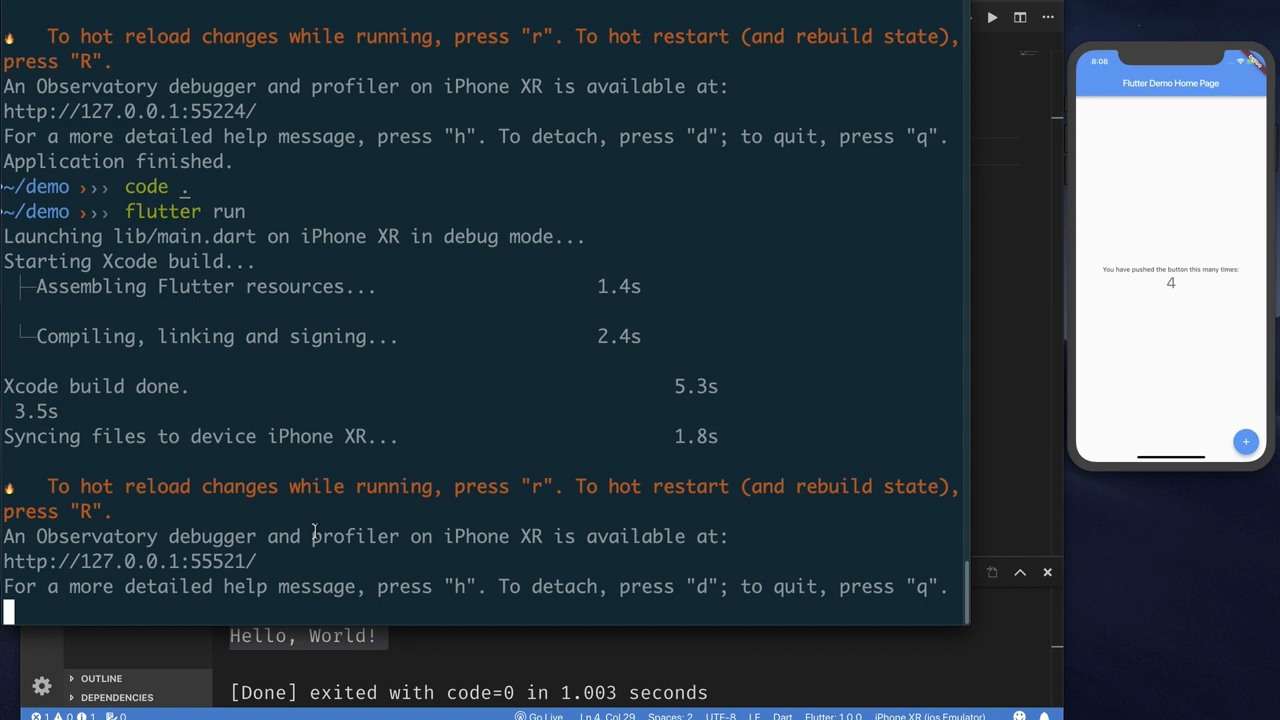 🔥 To hot reload changes while running, press "r". To hot restart (and rebuild state),
press "R".
An Observatory debugger and profiler on iPhone XR is available at:
http://127.0.0.1:55224/
For a more detailed help message, press "h". To detach, press "d"; to quit, press "q".
Application finished.
~/demo ››› code .
~/demo ››› flutter run
Launching lib/main.dart on iPhone XR in debug mode...
Starting Xcode build...
├─Assembling Flutter resources... 1.4s
└─Compiling, linking and signing... 2.4s
Xcode build done. 5.3s
3.5s
Syncing files to device iPhone XR... 1.8s
🔥 To hot reload changes while running, press "r". To hot restart (and rebuild state),
press "R".
An Observatory debugger and profiler on iPhone XR is available at:
http://127.0.0.1:55521/
For a more detailed help message, press "h". To detach, press "d"; to quit, press "q".
Hello, World!
OUTLINE
DEPENDENCIES
[Done] exited with code=0 in 1.003 seconds
1 0 1 0 Go Live Ln 4, Col 29 Spaces: 2 UTF-8 LF Dart Flutter: 1.0.0 iPhone XR (ios Emulator)
8:08
Flutter Demo Home Page
You have pushed the button this many times:
4
+